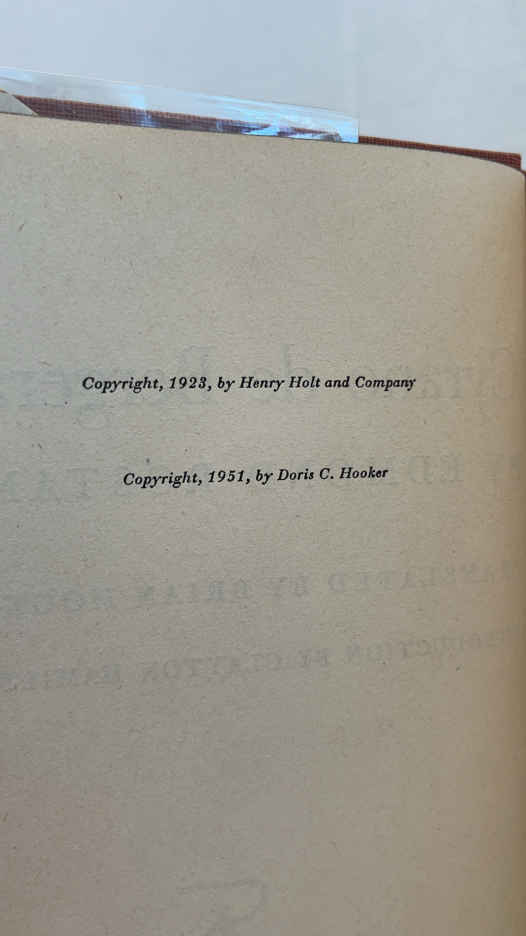 Copyright, 1923, by Henry Holt and Company
Copyright, 1951, by Doris C. Hooker